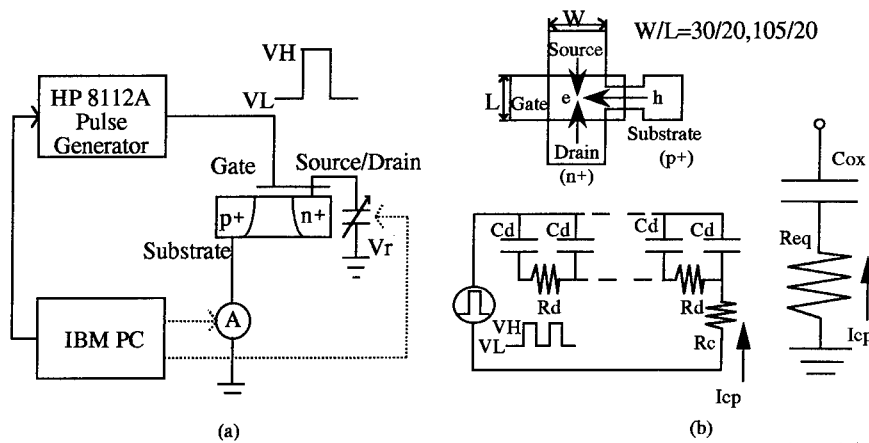 VH
VL
HP 8112A
Pulse
Generator
Gate
Source/Drain
p+
n+
Substrate
Vr
IBM PC
A
(a)
W
W/L=30/20,105/20
Source
L
Gate
e
h
Drain
(n+)
Substrate
(p+)
Cox
Req
Icp
Cd
Cd
Cd
Cd
Rd
Rd
VH
VL
Rc
Icp
(b)